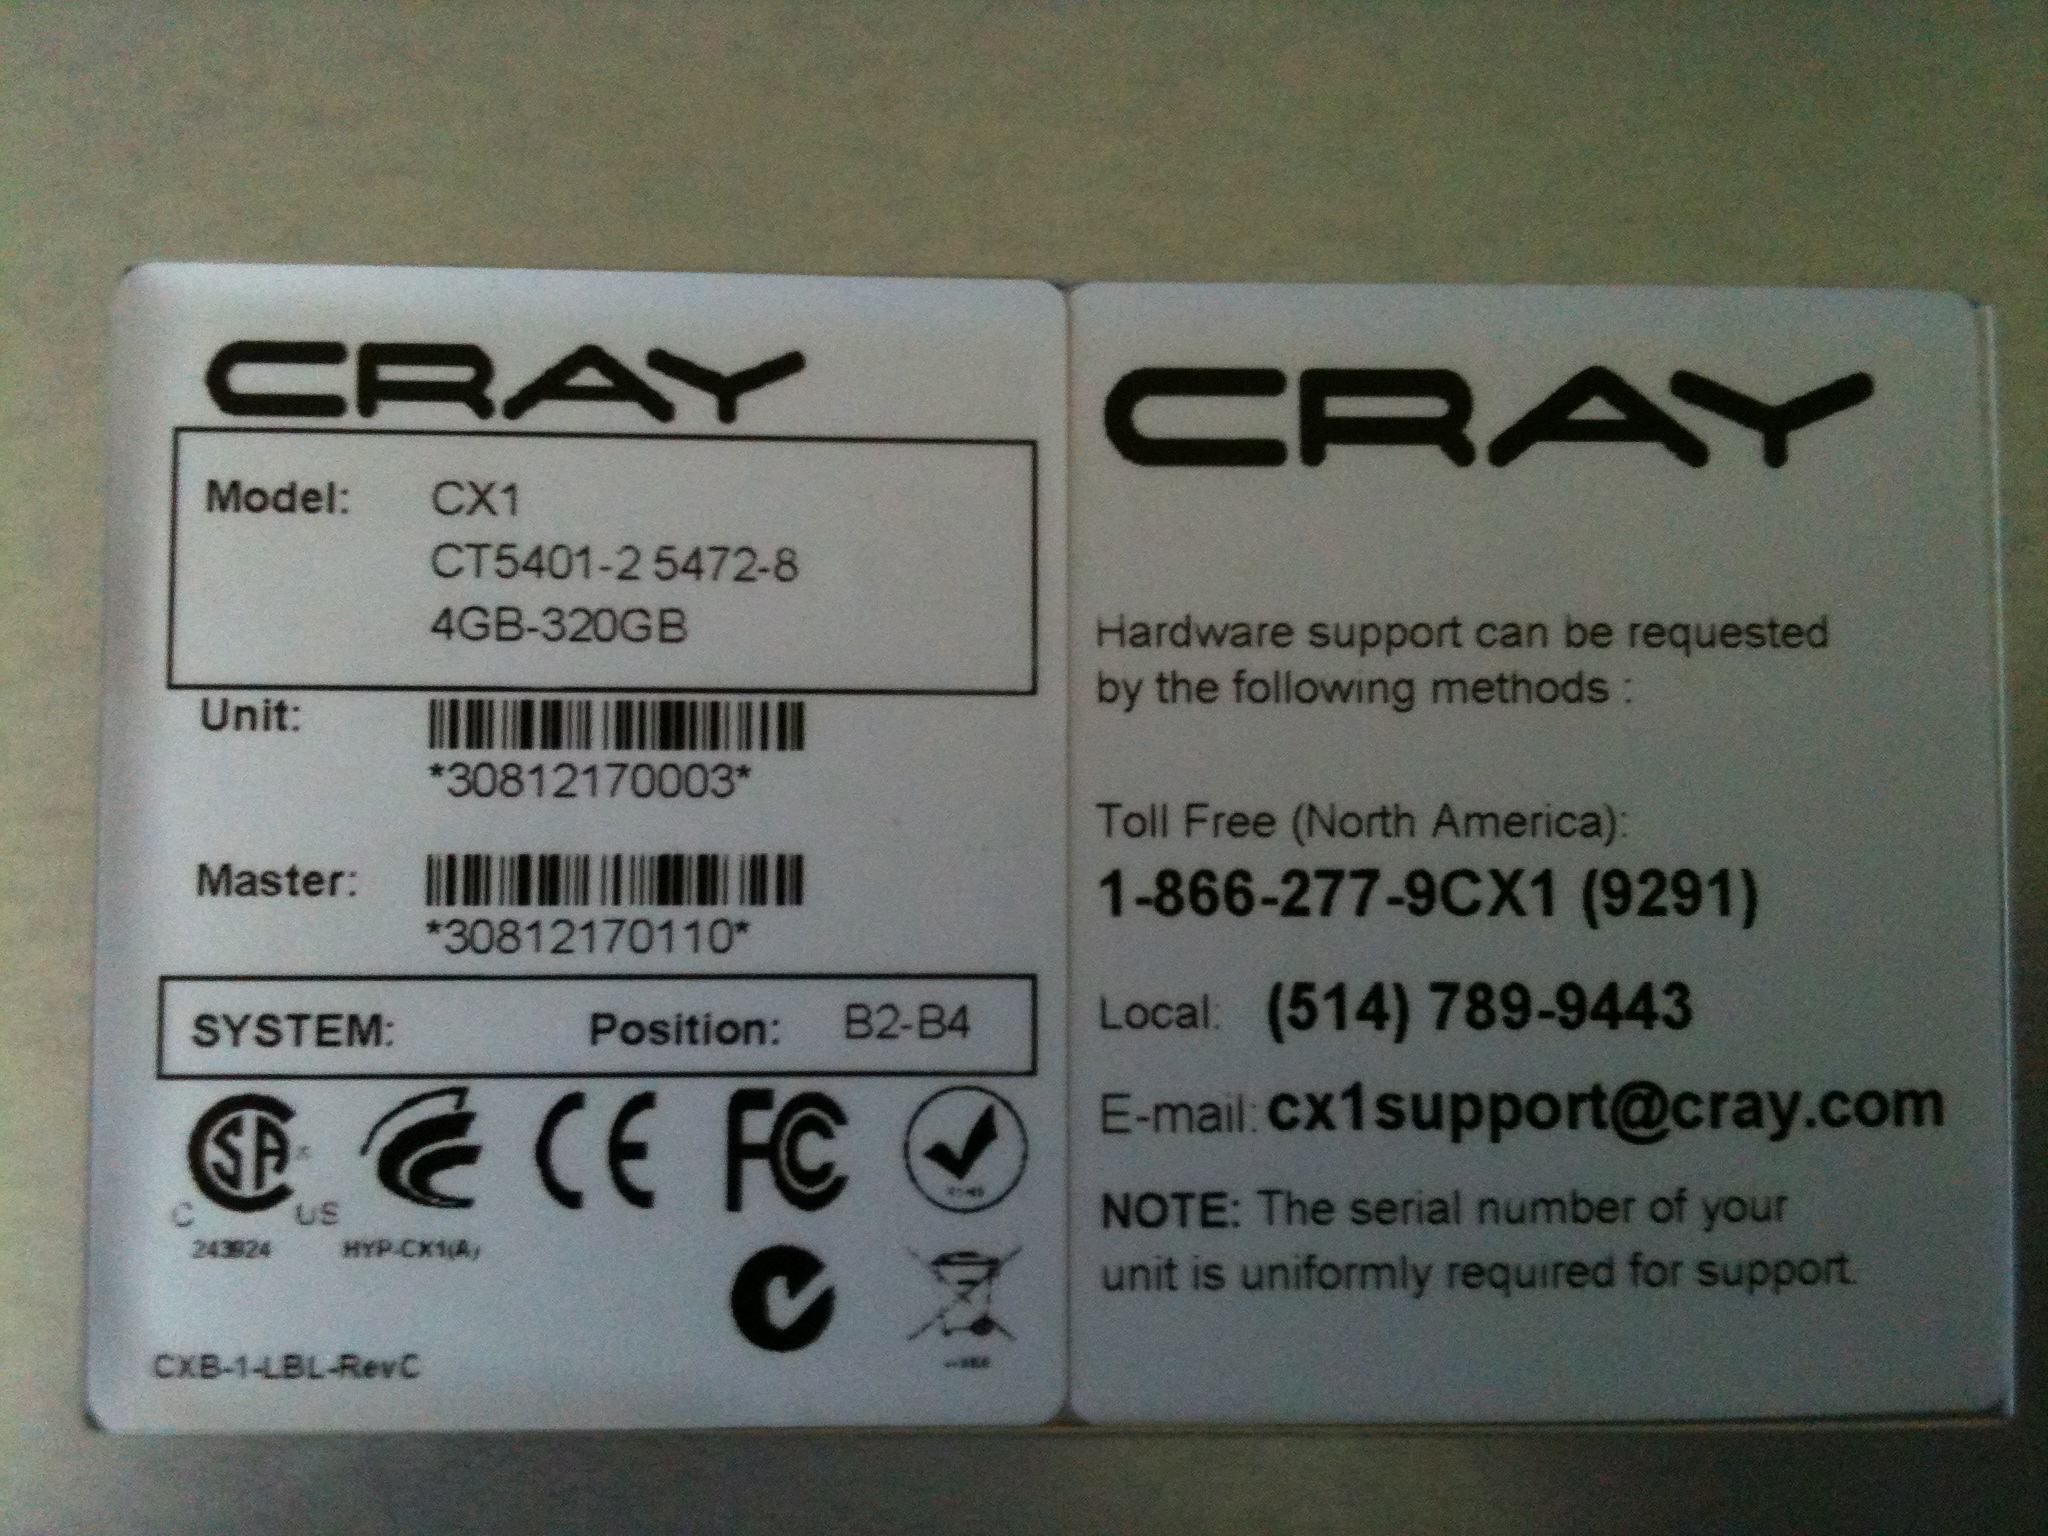 CRAY
Model: CX1
CT5401-2 5472-8
4GB-320GB
Unit:
*30812170003*
Master:
*30812170110*
SYSTEM: Position: B2-B4
C US
HYP-CX1(A)
CE FC
CXB-1-LBL-RevC
CRAY
Hardware support can be requested
by the following methods :
Toll Free (North America):
1-866-277-9CX1 (9291)
Local: (514) 789-9443
E-mail: cx1support@cray.com
NOTE: The serial number of your
unit is uniformly required for support.